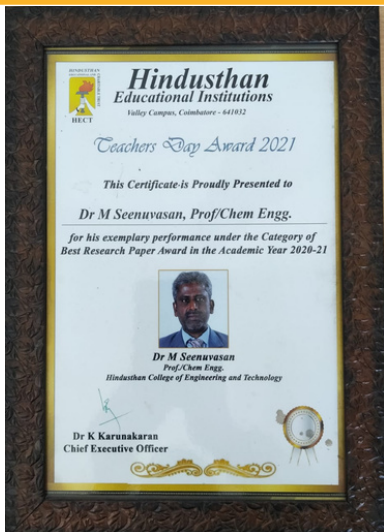 HINDUSTHAN
HECT
Hindusthan
Educational Institutions
Valley Campus, Coimbatore - 641032
Teachers Day Award 2021
This Certificate is Proudly Presented to
Dr M Seenuvasan, Prof/Chem Engg.
for his exemplary performance under the Category of
Best Research Paper Award in the Academic Year 2020-21
Dr M Seenuvasan
Prof./Chem Engg.
Hindusthan College of Engineering and Technology
Dr K Karunakaran
Chief Executive Officer